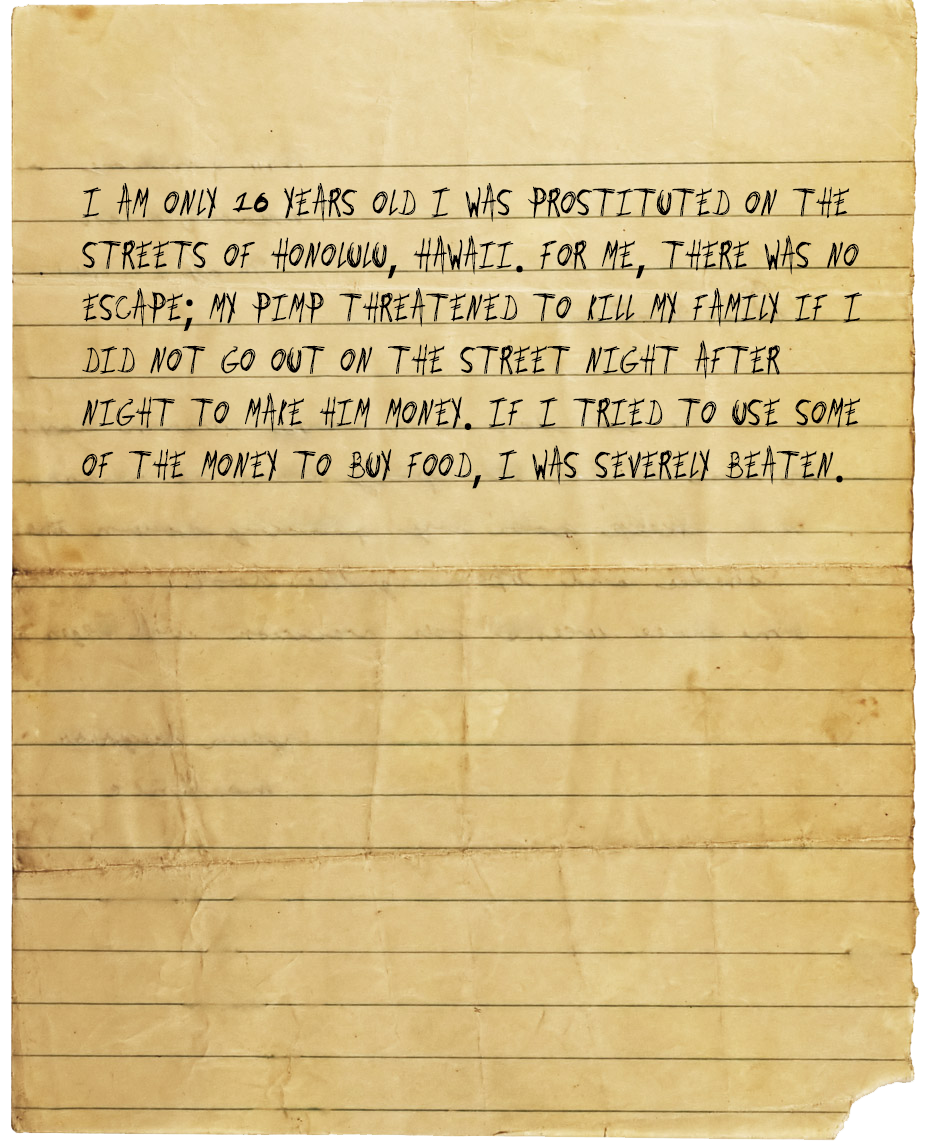 I AM ONLY 16 YEARS OLD I WAS PROSTITUTED ON THE
STREETS OF HONOLULU, HAWAII. FOR ME, THERE WAS NO
ESCAPE; MY PIMP THREATENED TO KILL MY FAMILY IF I
DID NOT GO OUT ON THE STREET NIGHT AFTER
NIGHT TO MAKE HIM MONEY. IF I TRIED TO USE SOME
OF THE MONEY TO BUY FOOD, I WAS SEVERELY BEATEN.